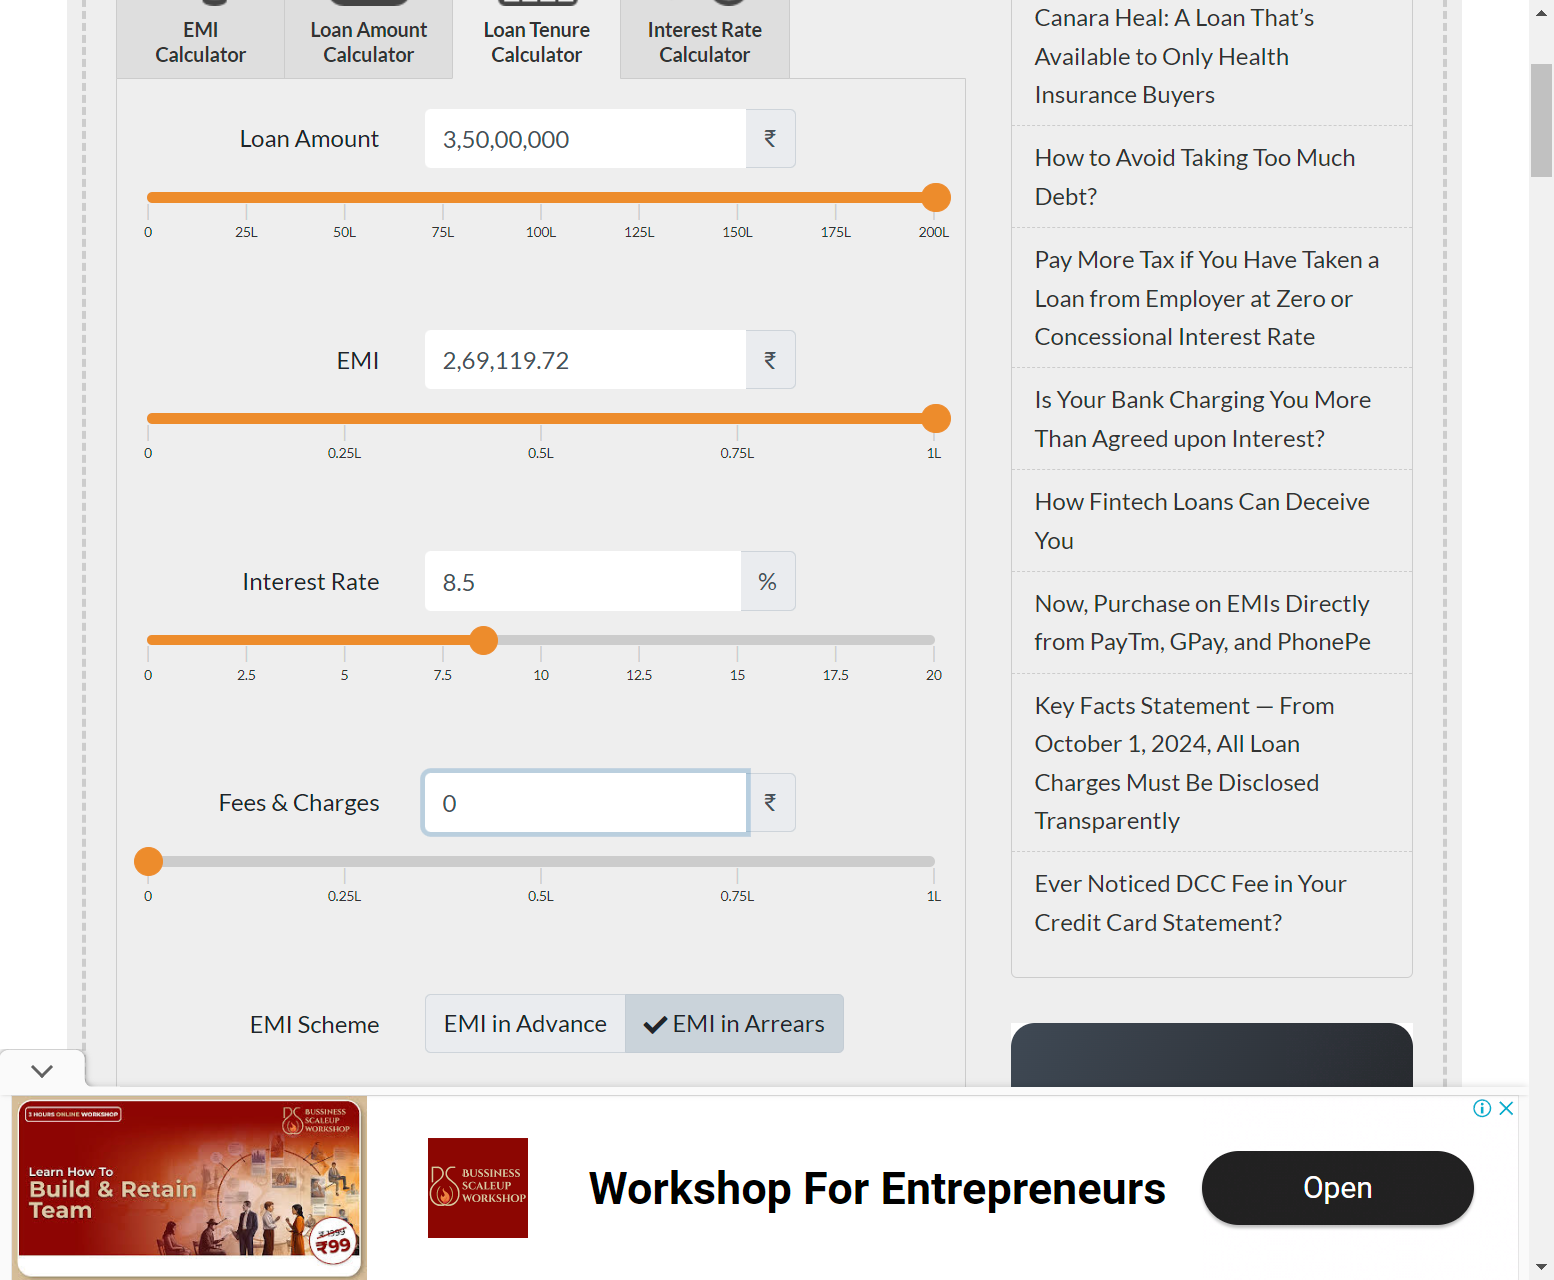 EMI
Calculator
Loan Amount
Calculator
Loan Tenure
Calculator
Interest Rate
Calculator
Loan Amount
3,50,00,000
₹
0 25L 50L 75L 100L 125L 150L 175L 200L
EMI
2,69,119.72
₹
0 0.25L 0.5L 0.75L 1L
Interest Rate
8.5
%
0 2.5 5 7.5 10 12.5 15 17.5 20
Fees & Charges
0
₹
0 0.25L 0.5L 0.75L 1L
EMI Scheme
EMI in Advance
EMI in Arrears
Canara Heal: A Loan That's
Available to Only Health
Insurance Buyers
How to Avoid Taking Too Much
Debt?
Pay More Tax if You Have Taken a
Loan from Employer at Zero or
Concessional Interest Rate
Is Your Bank Charging You More
Than Agreed upon Interest?
How Fintech Loans Can Deceive
You
Now, Purchase on EMIs Directly
from PayTm, GPay, and PhonePe
Key Facts Statement — From
October 1, 2024, All Loan
Charges Must Be Disclosed
Transparently
Ever Noticed DCC Fee in Your
Credit Card Statement?
3 HOURS ONLINE WORKSHOP
BUSSINESS
SCALEUP
WORKSHOP
Learn How To
Build & Retain
Team
₹ 1399
₹99
BUSSINESS
SCALEUP
WORKSHOP
Workshop For Entrepreneurs
Open